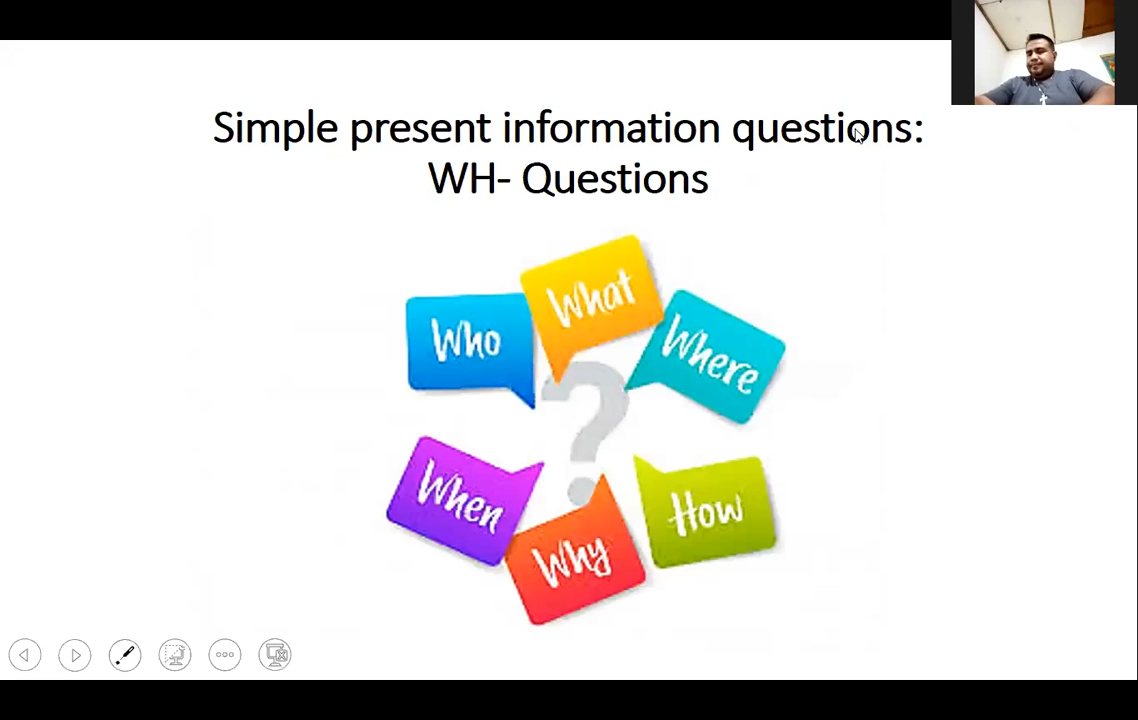 Simple present information questions:
WH- Questions
What
Who
Where
When
How
Why